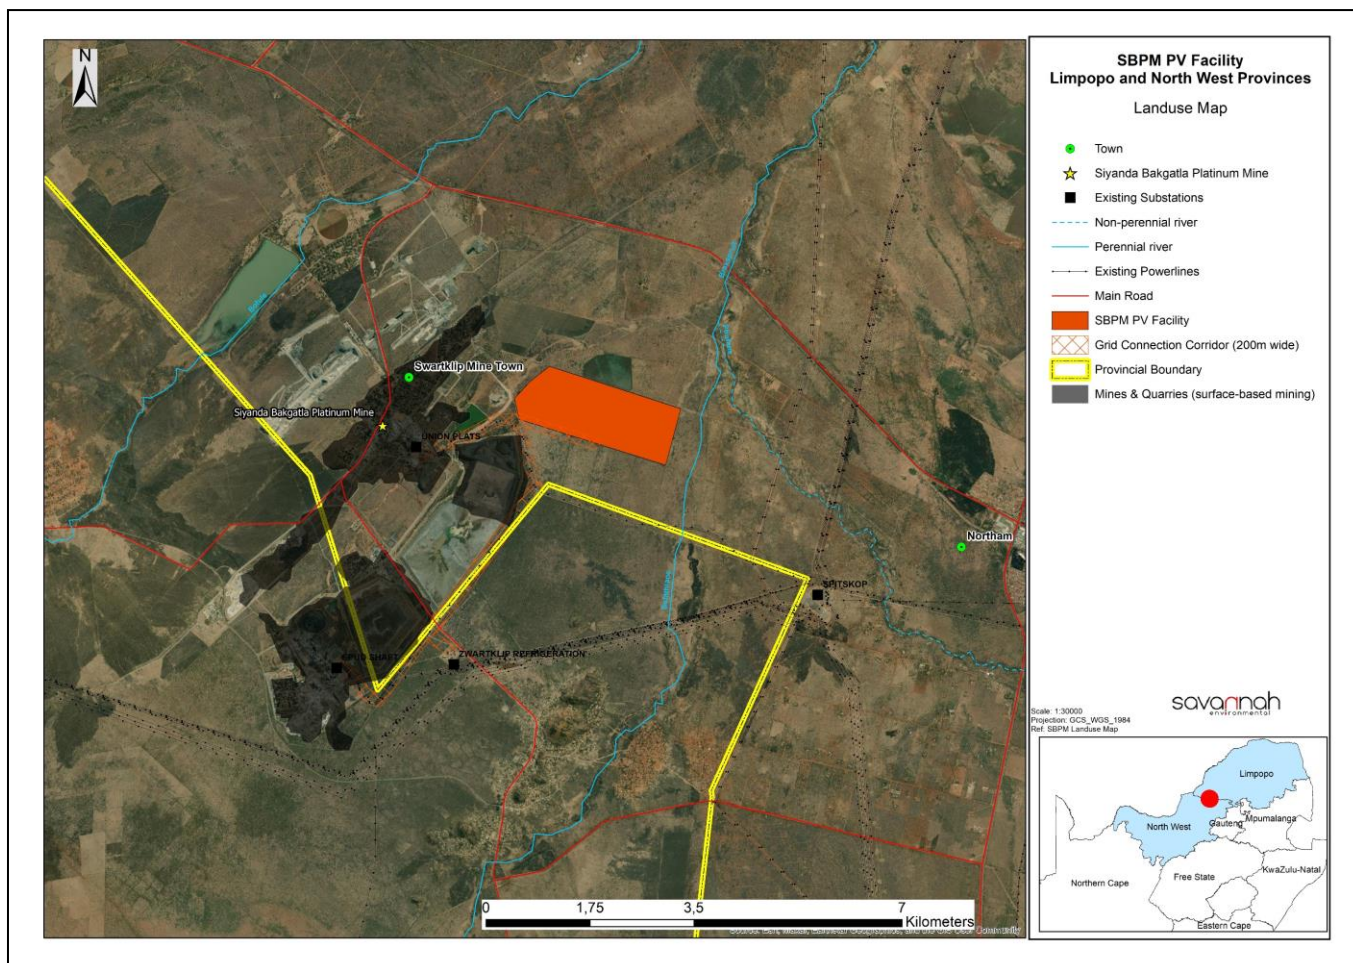 N
Swartklip Mine Town
Siyanda Bakgatla Platinum Mine
UNION PLATS
Northam
SPITSKOP
ZWARTKLIP REFRIGERATION
0 1,75 3,5 7
Kilometers
SBPM PV Facility
Limpopo and North West Provinces
Landuse Map
Town
Siyanda Bakgatla Platinum Mine
Existing Substations
Non-perennial river
Perennial river
Existing Powerlines
Main Road
SBPM PV Facility
Grid Connection Corridor (200m wide)
Provincial Boundary
Mines & Quarries (surface-based mining)
savannah
environmental
Scale: 1:30000
Projection: GCS_WGS_1984
Ref: SBPM Landuse Map
Limpopo
North West
Gauteng
Mpumalanga
Free State
KwaZulu-Natal
Northern Cape
Eastern Cape